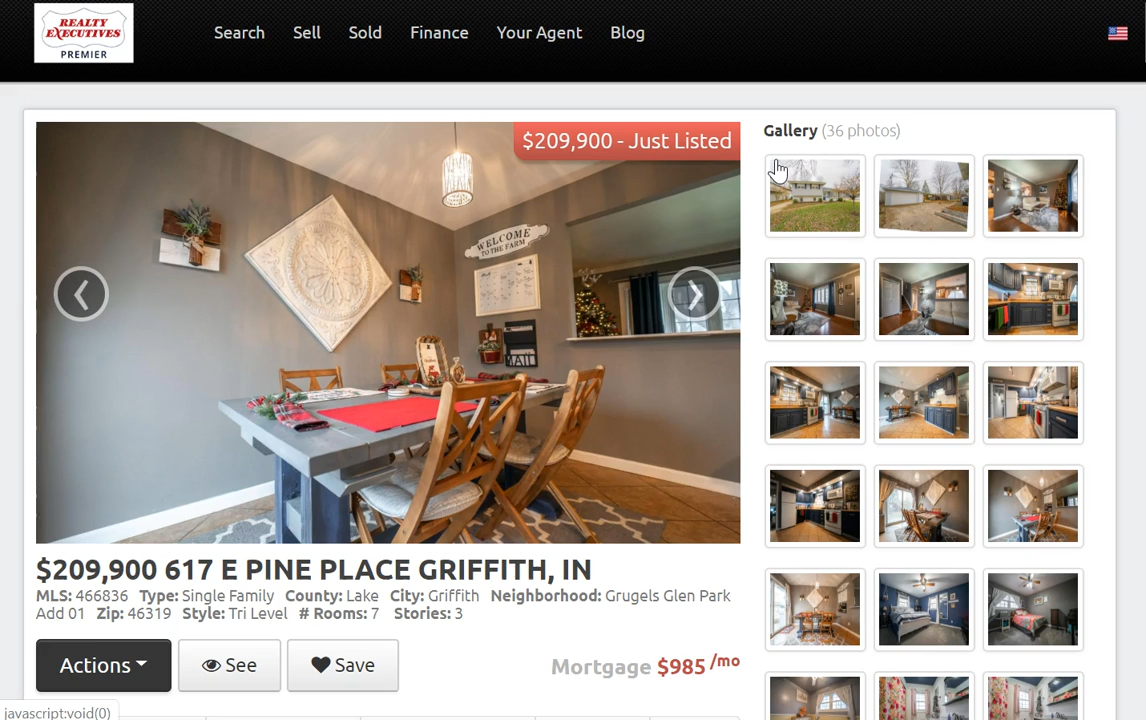 REALTY
EXECUTIVES
PREMIER
Search Sell Sold Finance Your Agent Blog
$209,900 - Just Listed
Gallery (36 photos)
WELCOME
TO THE FARM
MAIL
$209,900 617 E PINE PLACE GRIFFITH, IN
MLS: 466836 Type: Single Family County: Lake City: Griffith Neighborhood: Grugels Glen Park
Add 01 Zip: 46319 Style: Tri Level # Rooms: 7 Stories: 3
Actions See Save Mortgage $985 /mo
javascript:void(0)